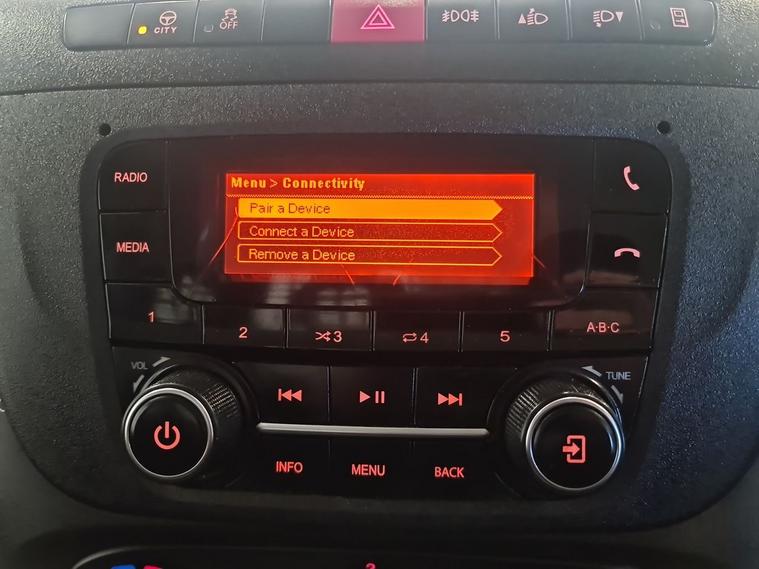 CITY
OFF
RADIO
MEDIA
Menu > Connectivity
Pair a Device
Connect a Device
Remove a Device
1
2
3
4
5
A·B·C
VOL
TUNE
INFO
MENU
BACK